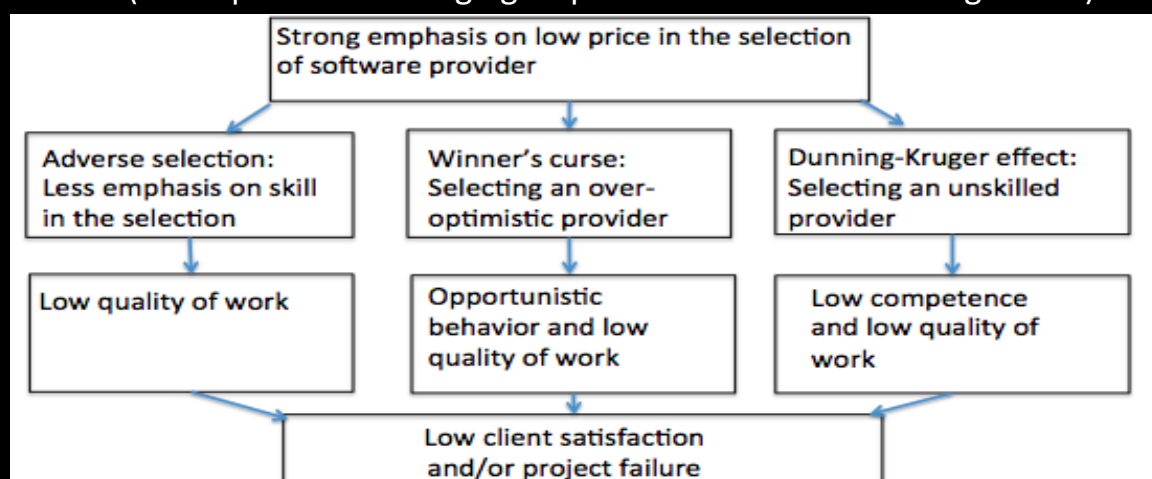 Strong emphasis on low price in the selection
of software provider
Adverse selection:
Less emphasis on skill
in the selection
Winner's curse:
Selecting an over-
optimistic provider
Dunning-Kruger effect:
Selecting an unskilled
provider
Low quality of work
Opportunistic
behavior and low
quality of work
Low competence
and low quality of
work
Low client satisfaction
and/or project failure